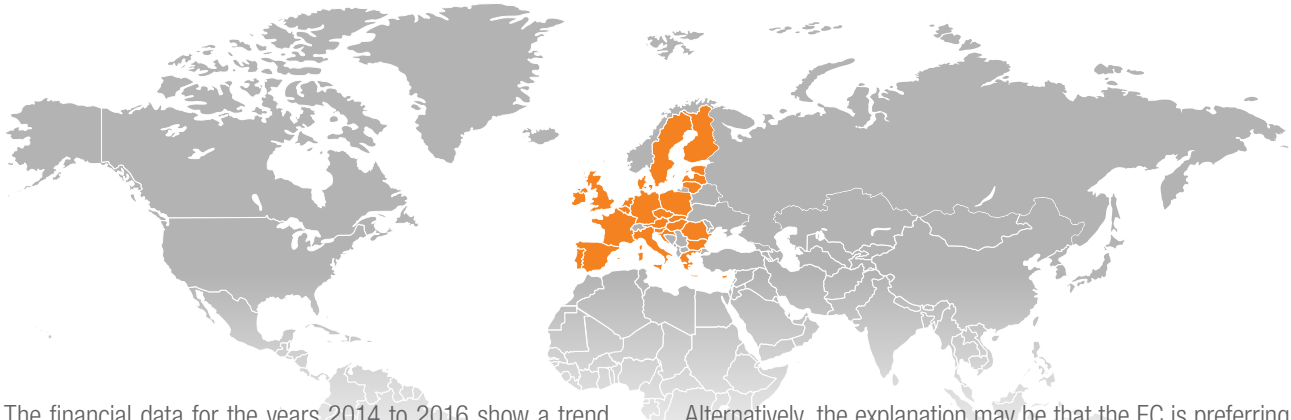 The financial data for the years 2014 to 2016 show a trend
Alternatively, the explanation may be that the EC is preferring